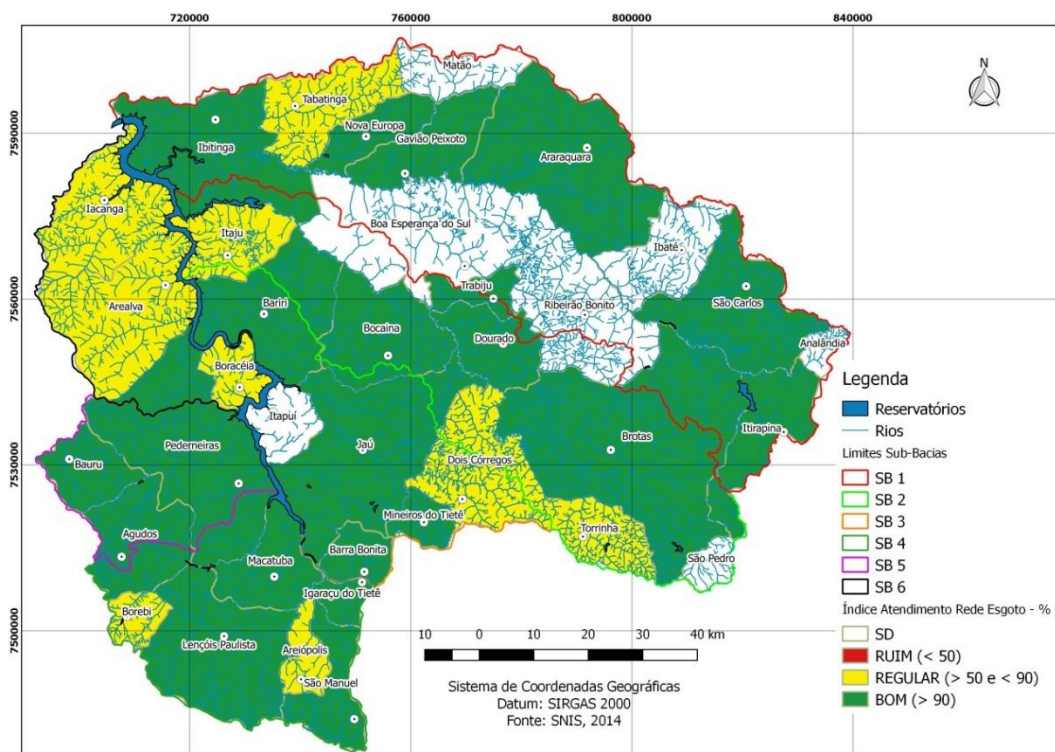 720000
760000
800000
840000
7590000
7560000
7530000
7500000
Matão
Tabatinga
Nova Europa
Gavião Peixoto
Ibitinga
Araraquara
Iacanga
Itaju
Boa Esperança do Sul
Ibaté
Arealva
Bariri
Trabiju
Ribeirão Bonito
São Carlos
Bocaina
Dourado
Analândia
Boracéia
Itapuí
Itirapina
Pederneiras
Jaú
Brotas
Bauru
Dois Córregos
Mineiros do Tietê
Agudos
Torrinha
Barra Bonita
São Pedro
Macatuba
Igaraçu do Tietê
Borebi
Lençóis Paulista
Areiópolis
São Manuel
N
Legenda
Reservatórios
Rios
Limites Sub-Bacias
SB 1
SB 2
SB 3
SB 4
SB 5
SB 6
Índice Atendimento Rede Esgoto - %
SD
RUIM (< 50)
REGULAR (> 50 e < 90)
BOM (> 90)
10 0 10 20 30 40 km
Sistema de Coordenadas Geográficas
Datum: SIRGAS 2000
Fonte: SNIS, 2014